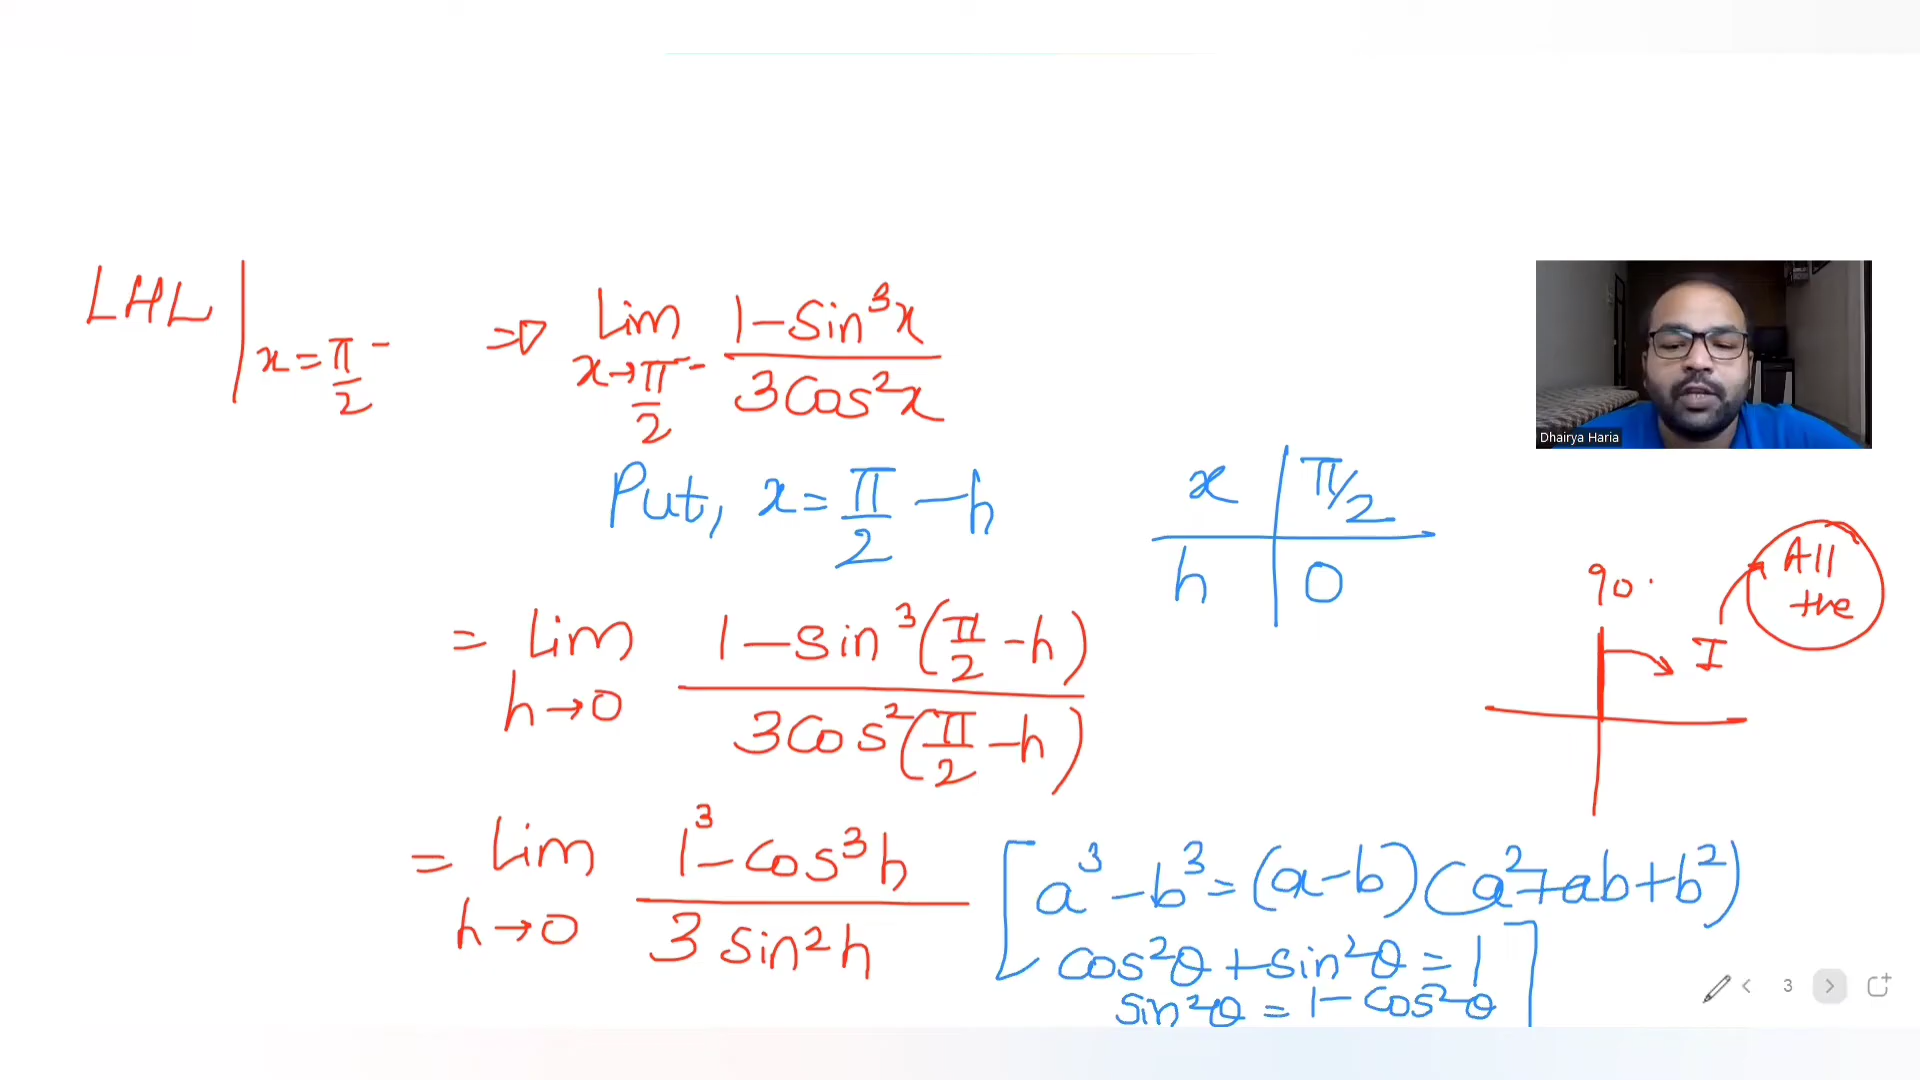 LHL | x = π/2⁻ ⇒ Lim x→π/2⁻ (1 - sin³x)/(3cos²x)
Dhairya Haria
Put, x = π/2 - h
x | π/2
h | 0
90°
I
All
the
= Lim h→0 (1 - sin³(π/2 - h))/(3cos²(π/2 - h))
= Lim h→0 (1³ - cos³h)/(3 sin²h)
[a³ - b³ = (a - b)(a² + ab + b²)
cos²θ + sin²θ = 1
sin²θ = 1 - cos²θ]
3